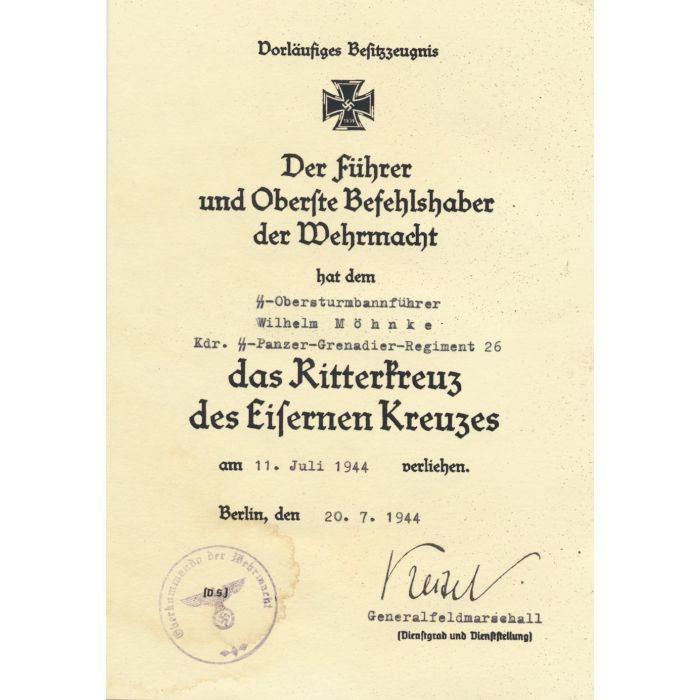 Vorläufiges Besitzzeugnis
1939
Der Führer
und Oberste Befehlshaber
der Wehrmacht
hat dem
ᛋᛋ-Obersturmbannführer
Wilhelm Möhnke
Kdr. ᛋᛋ-Panzer-Grenadier-Regiment 26
das Ritterkreuz
des Eisernen Kreuzes
am 11. Juli 1944 verliehen.
Berlin, den 20. 7. 1944
Oberkommando der Wehrmacht
(D.S.)
Keitel
Generalfeldmarschall
(Dienstgrad und Dienststellung)